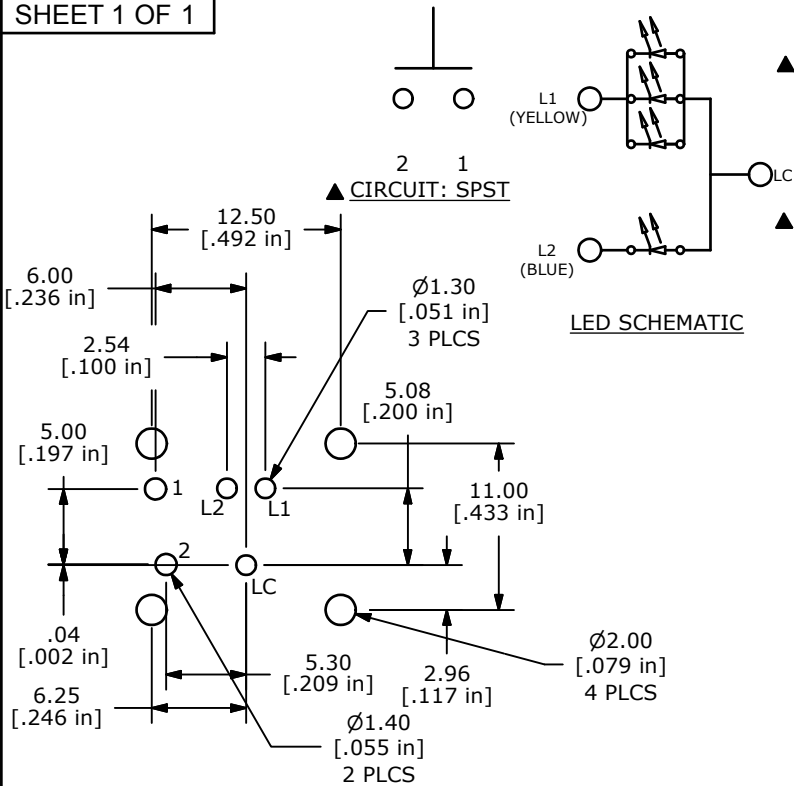 SHEET 1 OF 1
2 1
CIRCUIT: SPST
L1
(YELLOW)
LC
L2
(BLUE)
LED SCHEMATIC
12.50
[.492 in]
6.00
[.236 in]
Ø1.30
[.051 in]
3 PLCS
2.54
[.100 in]
5.08
[.200 in]
5.00
[.197 in]
1
L2
L1
11.00
[.433 in]
2
LC
.04
[.002 in]
5.30
[.209 in]
2.96
[.117 in]
Ø2.00
[.079 in]
4 PLCS
6.25
[.246 in]
Ø1.40
[.055 in]
2 PLCS